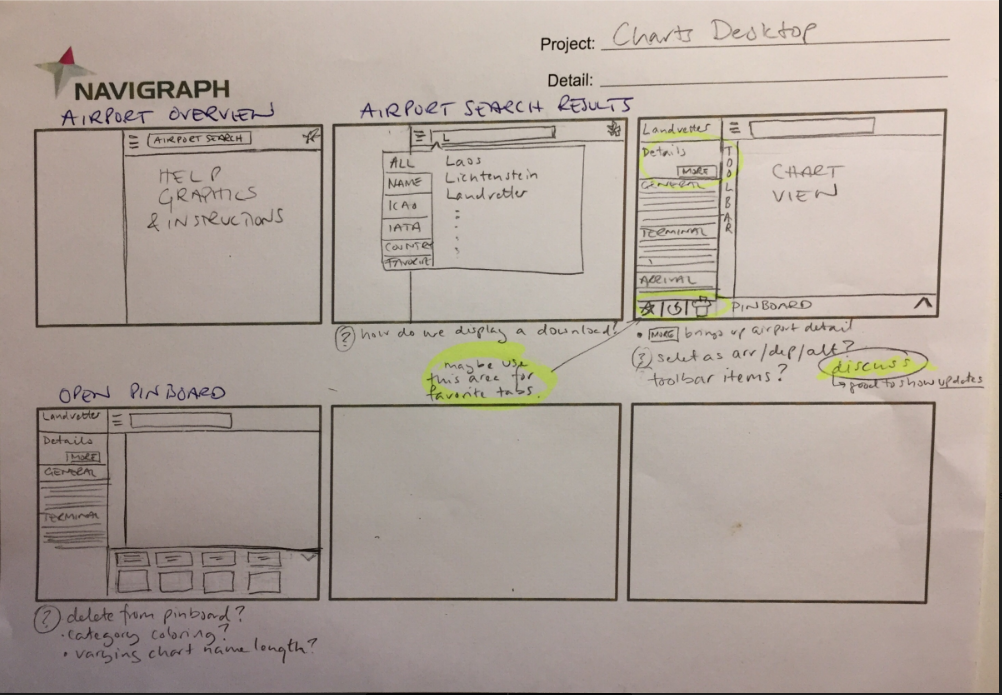 Project: Charts Desktop
Detail:
NAVIGRAPH
AIRPORT OVERVIEW
AIRPORT SEARCH
HELP
GRAPHICS
& INSTRUCTIONS
AIRPORT SEARCH RESULTS
L
ALL
NAME
ICAO
IATA
COUNTRY
FAVORITE
Laos
Lichtenstein
Landvetter
? how do we display a download?
Landvetter
Details
MORE
GENERAL
TERMINAL
ARRIVAL
TOOLBAR
CHART
VIEW
PINBOARD
• MORE brings up airport detail
? select as arr/dep/alt?
toolbar items?
discuss
↳ good to show updates
maybe use
this area for
favorite tabs.
OPEN PINBOARD
Landvetter
Details
MORE
GENERAL
TERMINAL
? delete from pinboard?
• category coloring?
• varying chart name length?